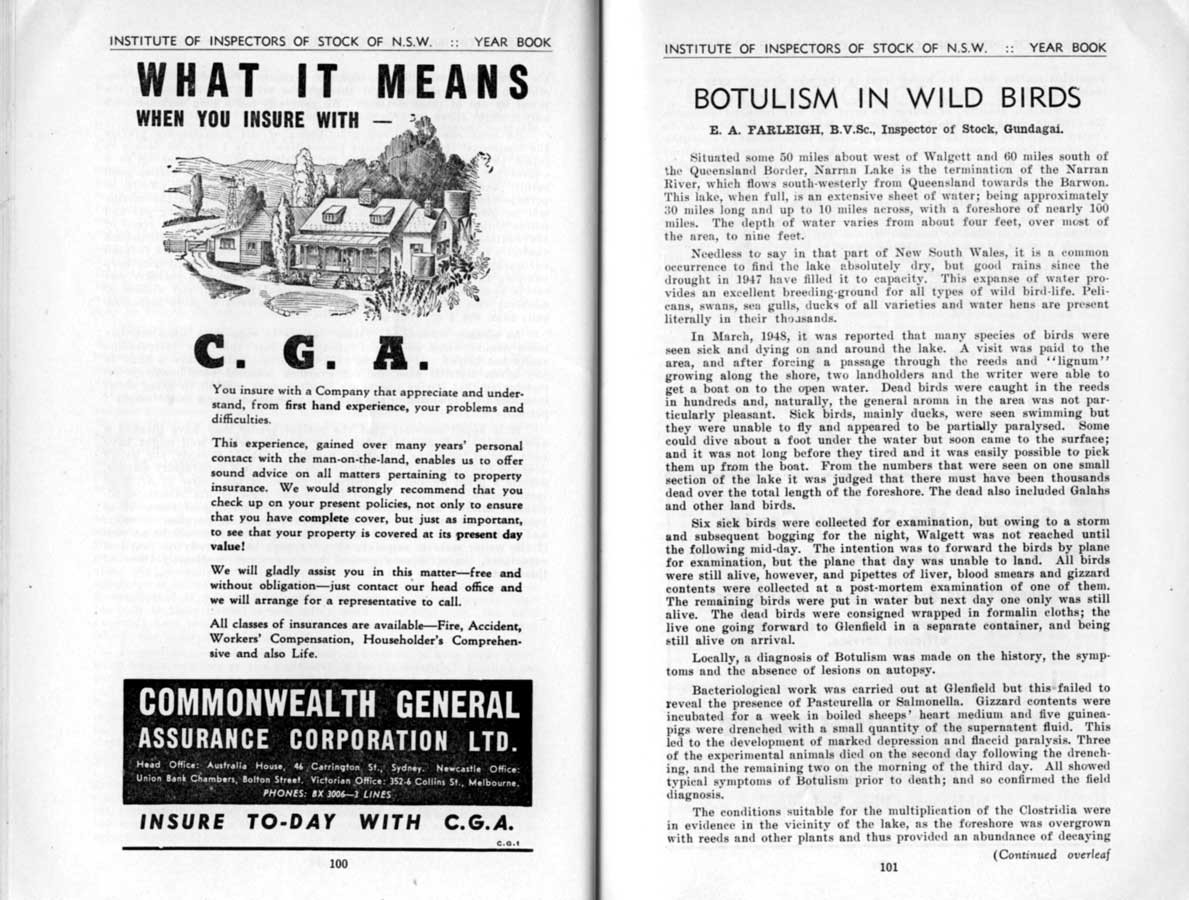 INSTITUTE OF INSPECTORS OF STOCK OF N.S.W. :: YEAR BOOK
WHAT IT MEANS
WHEN YOU INSURE WITH —
C. G. A.
You insure with a Company that appreciate and under-
stand, from first hand experience, your problems and
difficulties.
This experience, gained over many years' personal
contact with the man-on-the-land, enables us to offer
sound advice on all matters pertaining to property
insurance. We would strongly recommend that you
check up on your present policies, not only to ensure
that you have complete cover, but just as important,
to see that your property is covered at its present day
value!
We will gladly assist you in this matter—free and
without obligation—just contact our head office and
we will arrange for a representative to call.
All classes of insurances are available—Fire, Accident,
Workers' Compensation, Householder's Comprehen-
sive and also Life.
COMMONWEALTH GENERAL
ASSURANCE CORPORATION LTD.
Head Office: Australia House, 46 Carrington St., Sydney. Newcastle Office:
Union Bank Chambers, Bolton Street. Victorian Office: 352-6 Collins St., Melbourne.
PHONES: BX 3006—3 LINES
INSURE TO-DAY WITH C.G.A.
C.G.1
100
INSTITUTE OF INSPECTORS OF STOCK OF N.S.W. :: YEAR BOOK
BOTULISM IN WILD BIRDS
E. A. FARLEIGH, B.V.Sc., Inspector of Stock, Gundagai.
Situated some 50 miles about west of Walgett and 60 miles south of
the Queensland Border, Narran Lake is the termination of the Narran
River, which flows south-westerly from Queensland towards the Barwon.
This lake, when full, is an extensive sheet of water; being approximately
30 miles long and up to 10 miles across, with a foreshore of nearly 100
miles. The depth of water varies from about four feet, over most of
the area, to nine feet.
Needless to say in that part of New South Wales, it is a common
occurrence to find the lake absolutely dry, but good rains since the
drought in 1947 have filled it to capacity. This expanse of water pro-
vides an excellent breeding-ground for all types of wild bird-life. Peli-
cans, swans, sea gulls, ducks of all varieties and water hens are present
literally in their thousands.
In March, 1948, it was reported that many species of birds were
seen sick and dying on and around the lake. A visit was paid to the
area, and after forcing a passage through the reeds and "lignum"
growing along the shore, two landholders and the writer were able to
get a boat on to the open water. Dead birds were caught in the reeds
in hundreds and, naturally, the general aroma in the area was not par-
ticularly pleasant. Sick birds, mainly ducks, were seen swimming but
they were unable to fly and appeared to be partially paralysed. Some
could dive about a foot under the water but soon came to the surface;
and it was not long before they tired and it was easily possible to pick
them up from the boat. From the numbers that were seen on one small
section of the lake it was judged that there must have been thousands
dead over the total length of the foreshore. The dead also included Galahs
and other land birds.
Six sick birds were collected for examination, but owing to a storm
and subsequent bogging for the night, Walgett was not reached until
the following mid-day. The intention was to forward the birds by plane
for examination, but the plane that day was unable to land. All birds
were still alive, however, and pipettes of liver, blood smears and gizzard
contents were collected at a post-mortem examination of one of them.
The remaining birds were put in water but next day one only was still
alive. The dead birds were consigned wrapped in formalin cloths; the
live one going forward to Glenfield in a separate container, and being
still alive on arrival.
Locally, a diagnosis of Botulism was made on the history, the symp-
toms and the absence of lesions on autopsy.
Bacteriological work was carried out at Glenfield but this failed to
reveal the presence of Pasteurella or Salmonella. Gizzard contents were
incubated for a week in boiled sheeps' heart medium and five guinea-
pigs were drenched with a small quantity of the supernatent fluid. This
led to the development of marked depression and flaccid paralysis. Three
of the experimental animals died on the second day following the drench-
ing, and the remaining two on the morning of the third day. All showed
typical symptoms of Botulism prior to death; and so confirmed the field
diagnosis.
The conditions suitable for the multiplication of the Clostridia were
in evidence in the vicinity of the lake, as the foreshore was overgrown
with reeds and other plants and thus provided an abundance of decaying
(Continued overleaf
101